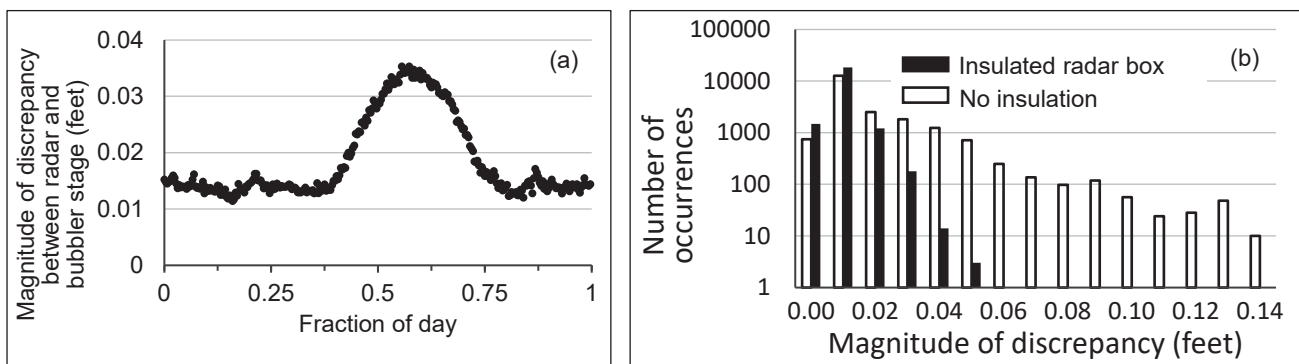 Magnitude of discrepancy
between radar and
bubbler stage (feet)
0.04
0.03
0.02
0.01
0
(a)
0 0.25 0.5 0.75 1
Fraction of day
Number of
occurrences
100000
10000
1000
100
10
1
(b)
Insulated radar box
No insulation
0.00 0.02 0.04 0.06 0.08 0.10 0.12 0.14
Magnitude of discrepancy (feet)